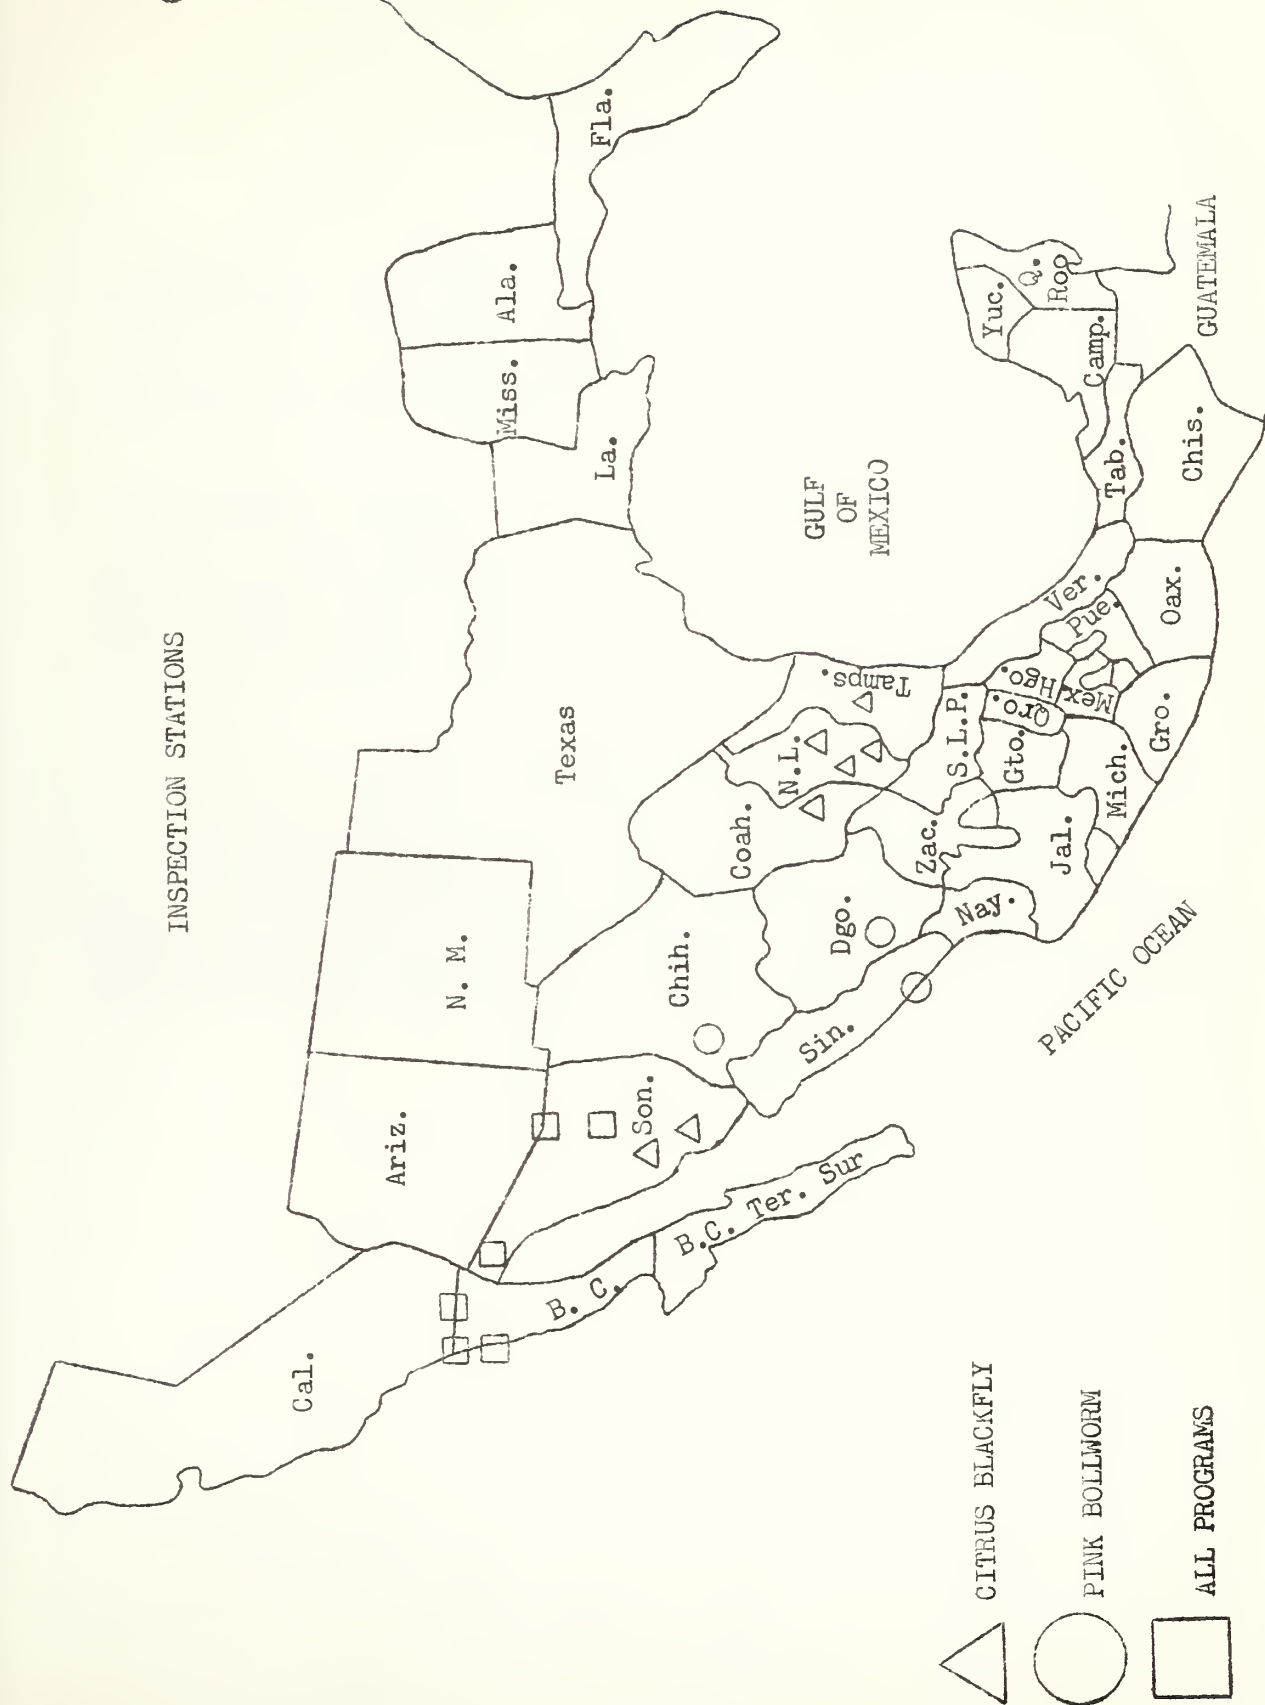 INSPECTION STATIONS
Cal.
Ariz.
N. M.
Texas
La.
Miss.
Ala.
Fla.
B. C.
B.C. Ter. Sur
Son.
Chih.
Coah.
N.L.
Tamps.
Sin.
Dgo.
Zac.
S.L.P.
Nay.
Jal.
Gto.
Qro.
Hgo.
Mex
Mich.
Gro.
Pue.
Ver.
Oax.
Tab.
Chis.
Camp.
Yuc.
Q.
Roo
GULF
OF
MEXICO
PACIFIC OCEAN
GUATEMALA
CITRUS BLACKFLY
PINK BOLLWORM
ALL PROGRAMS